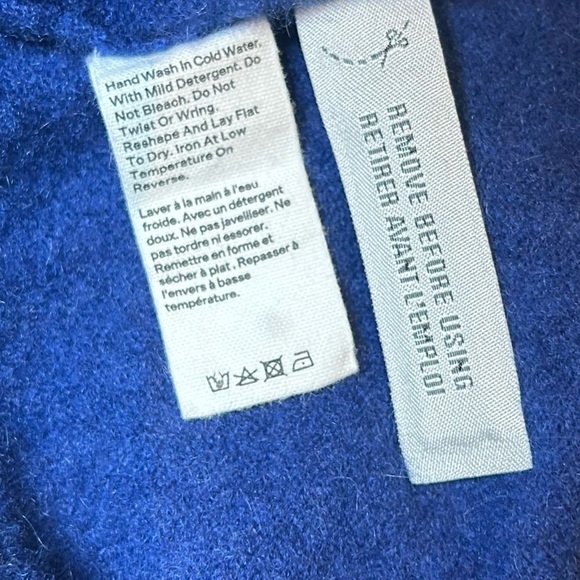 Hand Wash In Cold Water.
With Mild Detergent. Do
Not Bleach. Do Not
Twist Or Wring.
Reshape And Lay Flat
To Dry. Iron At Low
Temperature On
Reverse.
Laver à la main à l'eau
froide. Avec un détergent
doux. Ne pas javelliser. Ne
pas tordre ni essorer.
Remettre en forme et
sécher à plat. Repasser à
l'envers à basse
température.
REMOVE BEFORE USING
RETIRER AVANT L'EMPLOI